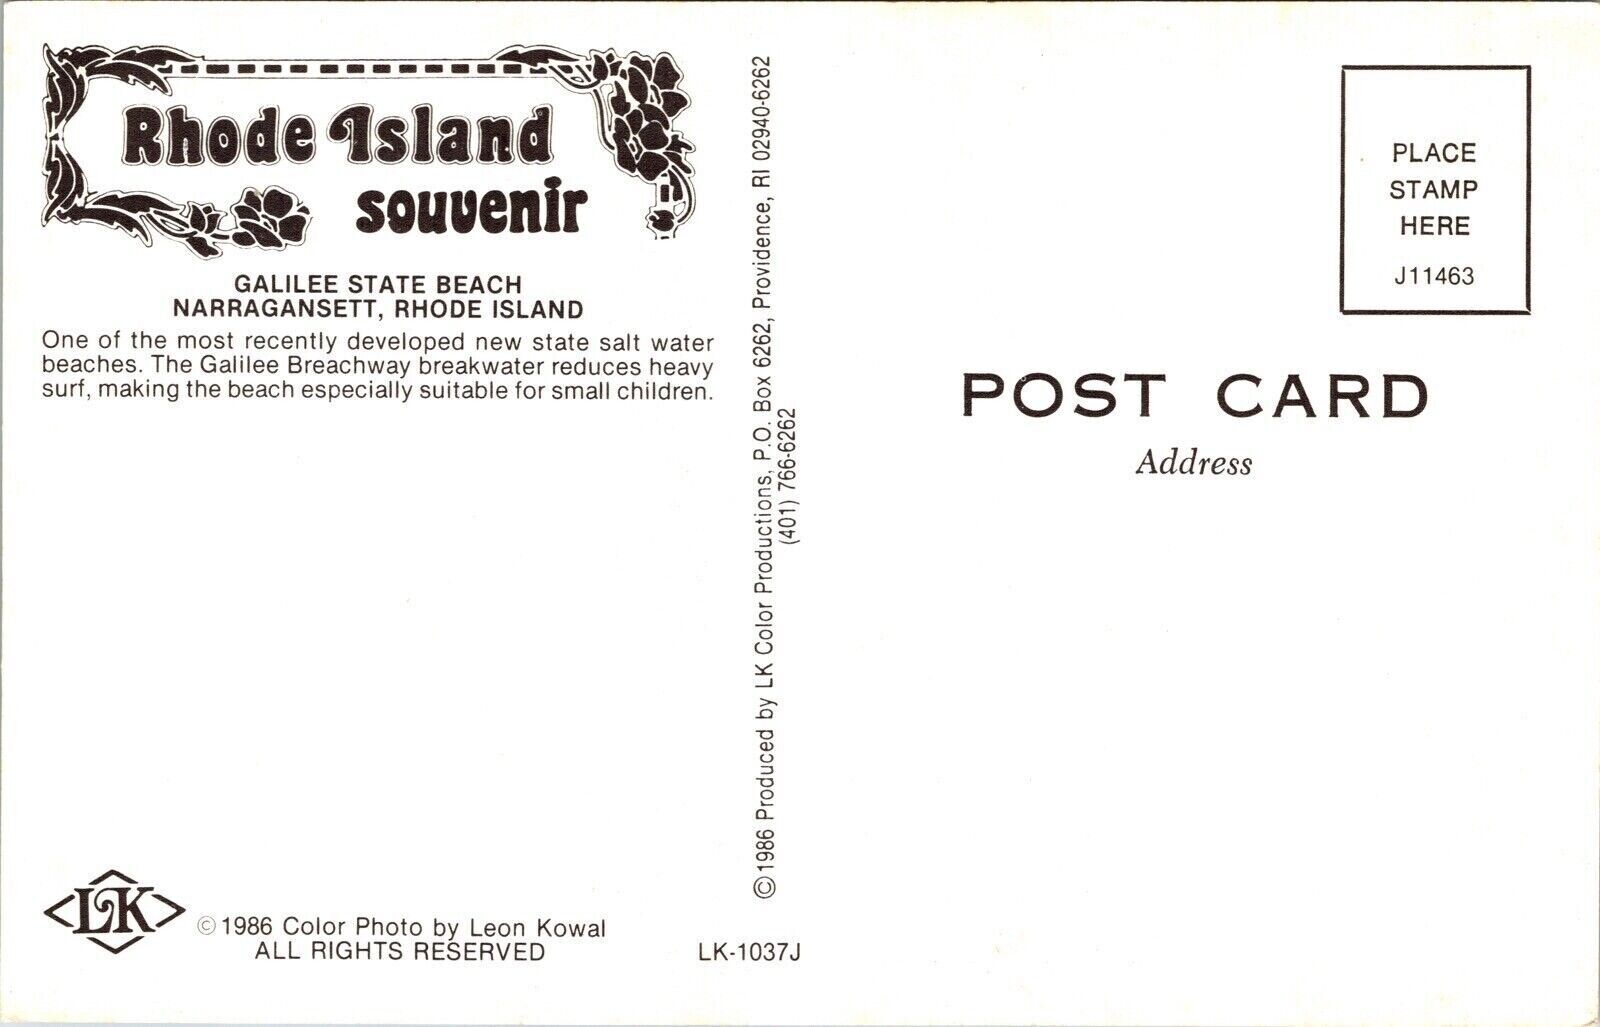 Rhode Island
souvenir
GALILEE STATE BEACH
NARRAGANSETT, RHODE ISLAND
One of the most recently developed new state salt water
beaches. The Galilee Breachway breakwater reduces heavy
surf, making the beach especially suitable for small children.
LK
©1986 Color Photo by Leon Kowal
ALL RIGHTS RESERVED
LK-1037J
©1986 Produced by LK Color Productions, P.O. Box 6262, Providence, RI 02940-6262
(401) 766-6262
PLACE
STAMP
HERE
J11463
POST CARD
Address